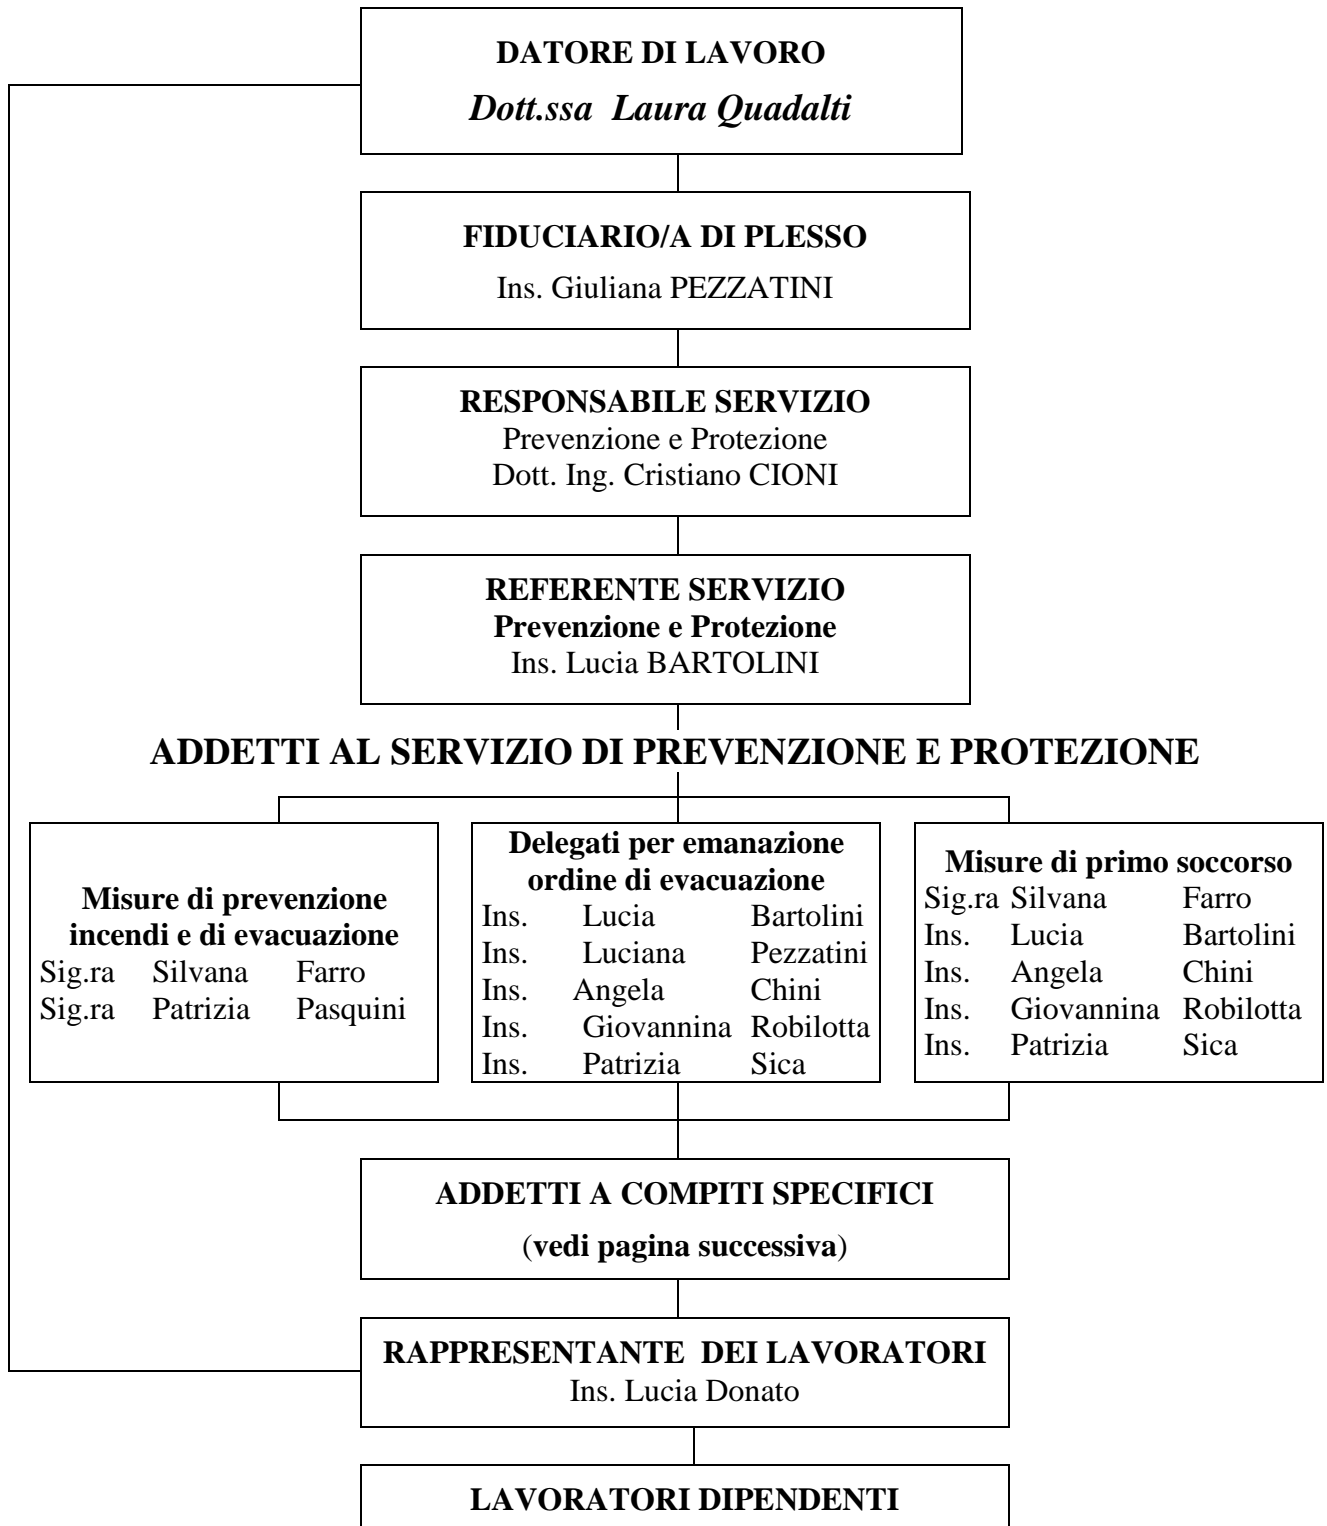 DATORE DI LAVORO
Dott.ssa Laura Quadalti
FIDUCIARIO/A DI PLESSO
Ins. Giuliana PEZZATINI
RESPONSABILE SERVIZIO
Prevenzione e Protezione
Dott. Ing. Cristiano CIONI
REFERENTE SERVIZIO
Prevenzione e Protezione
Ins. Lucia BARTOLINI
ADDETTI AL SERVIZIO DI PREVENZIONE E PROTEZIONE
Misure di prevenzione
incendi e di evacuazione
Sig.ra Silvana Farro
Sig.ra Patrizia Pasquini
Delegati per emanazione
ordine di evacuazione
Ins. Lucia Bartolini
Ins. Luciana Pezzatini
Ins. Angela Chini
Ins. Giovannina Robilotta
Ins. Patrizia Sica
Misure di primo soccorso
Sig.ra Silvana Farro
Ins. Lucia Bartolini
Ins. Angela Chini
Ins. Giovannina Robilotta
Ins. Patrizia Sica
ADDETTI A COMPITI SPECIFICI
(vedi pagina successiva)
RAPPRESENTANTE DEI LAVORATORI
Ins. Lucia Donato
LAVORATORI DIPENDENTI